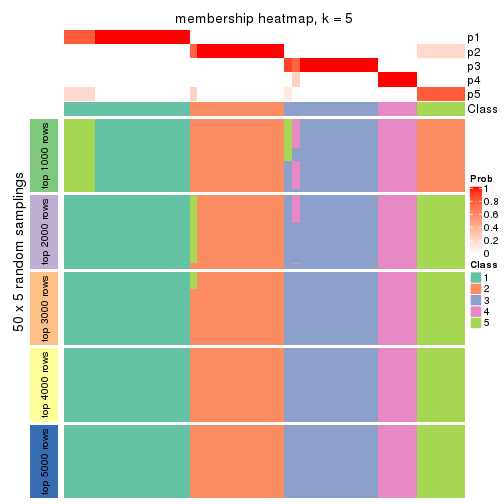 membership heatmap, k = 5
p1
p2
p3
p4
p5
Class
50 x 5 random samplings
top 1000 rows
top 2000 rows
top 3000 rows
top 4000 rows
top 5000 rows
Prob
1
0.8
0.6
0.4
0.2
0
Class
1
2
3
4
5